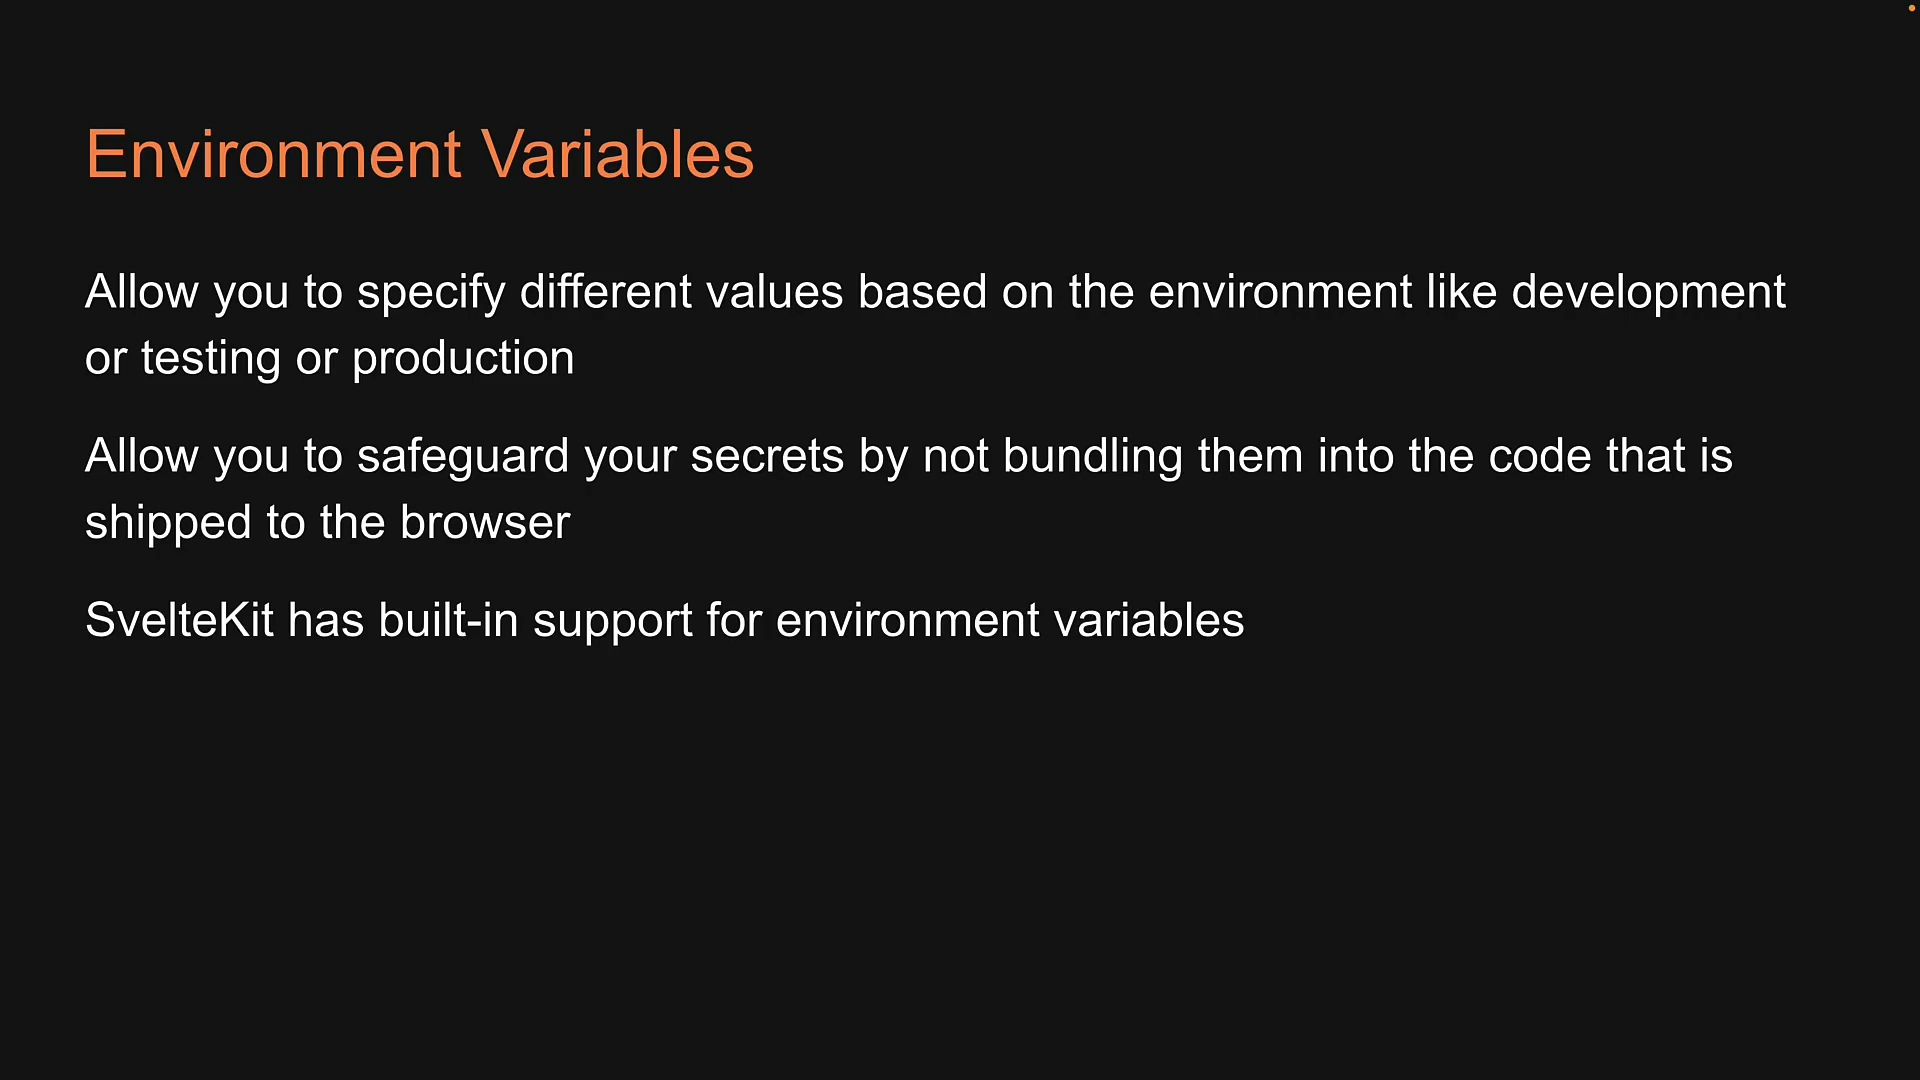 Environment Variables
Allow you to specify different values based on the environment like development
or testing or production
Allow you to safeguard your secrets by not bundling them into the code that is
shipped to the browser
SvelteKit has built-in support for environment variables